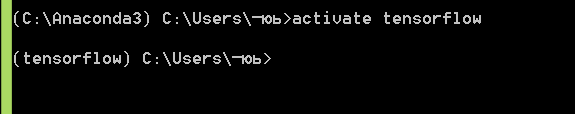 (C:\Anaconda3) C:\Users\¬юь>activate tensorflow
(tensorflow) C:\Users\¬юь>